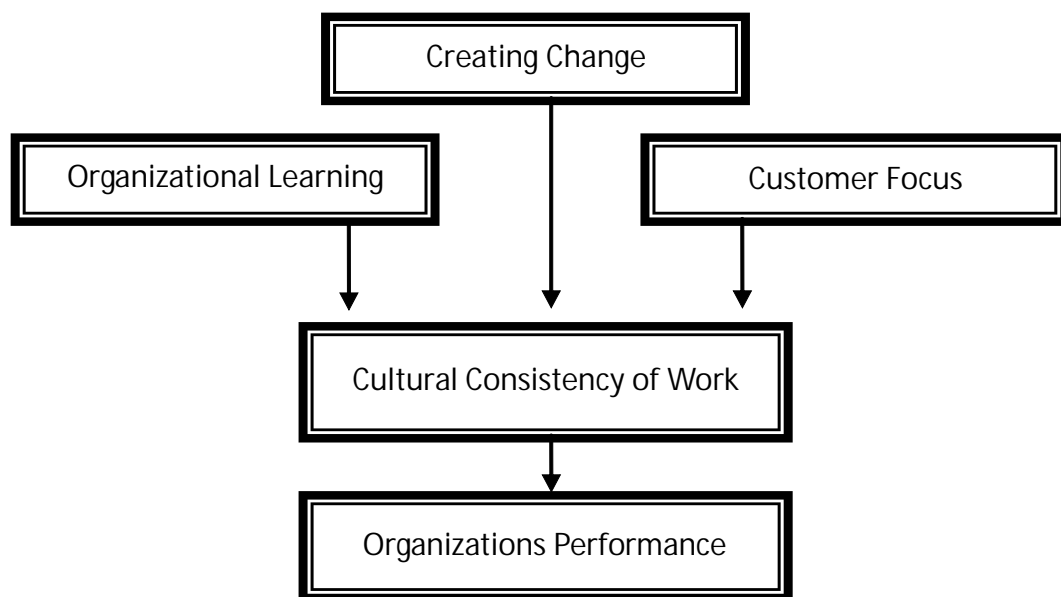 Creating Change
Organizational Learning
Customer Focus
Cultural Consistency of Work
Organizations Performance